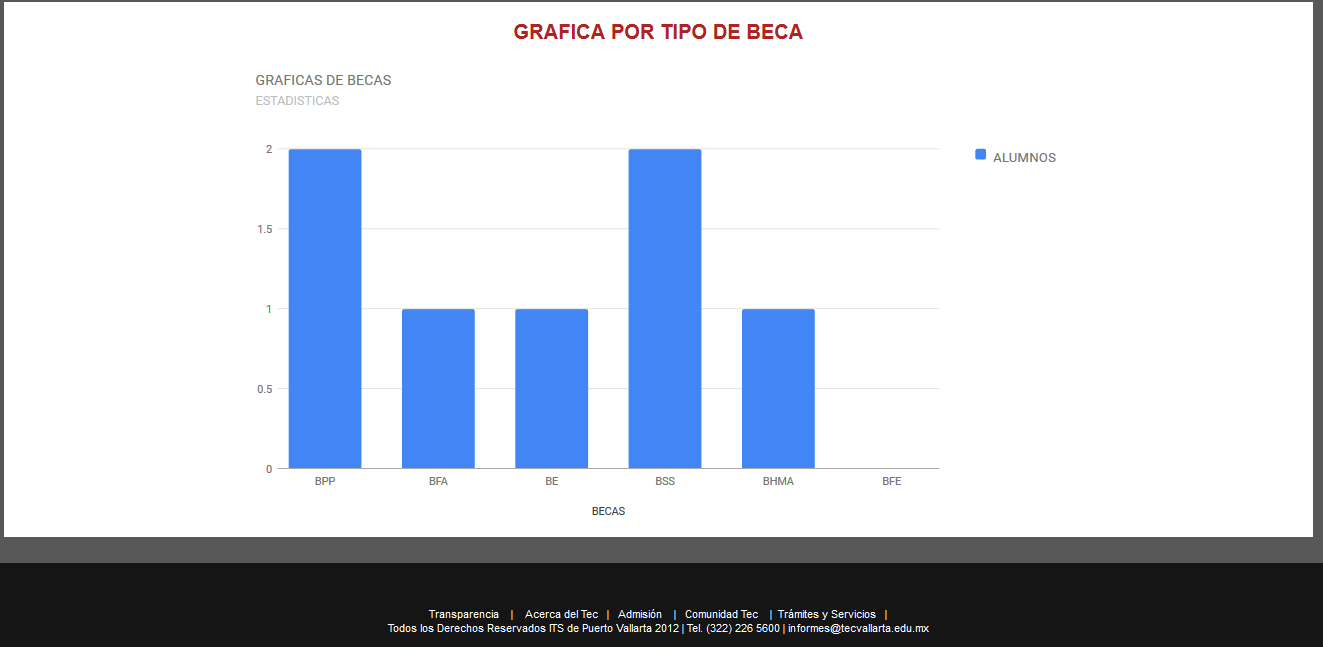 GRAFICA POR TIPO DE BECA
GRAFICAS DE BECAS
ESTADISTICAS
2
ALUMNOS
1.5
1
0.5
0
BPP BFA BE BSS BHMA BFE
BECAS
Transparencia | Acerca del Tec | Admisión | Comunidad Tec | Trámites y Servicios |
Todos los Derechos Reservados ITS de Puerto Vallarta 2012 | Tel. (322) 226 5600 | informes@tecvallarta.edu.mx